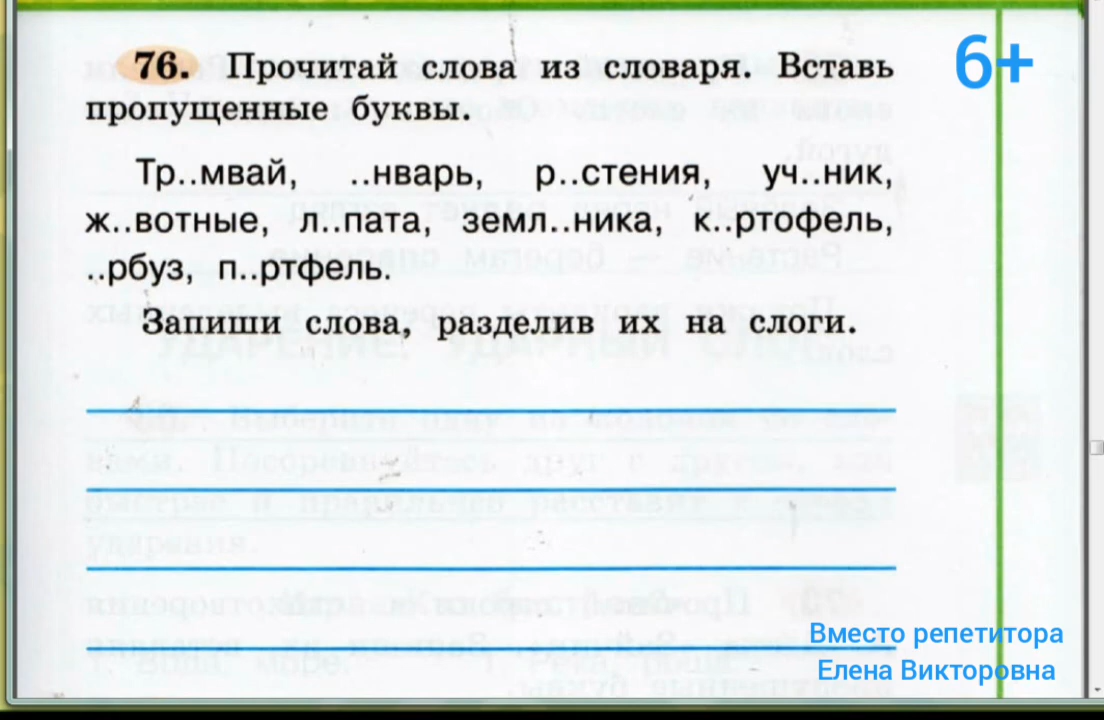 76. Прочитай слова из словаря. Вставь
пропущенные буквы.
Тр..мвай, ..нварь, р..стения, уч..ник,
ж..вотные, л..пата, земл..ника, к..ртофель,
..рбуз, п..ртфель.
Запиши слова, разделив их на слоги.
6+
Вместо репетитора
Елена Викторовна